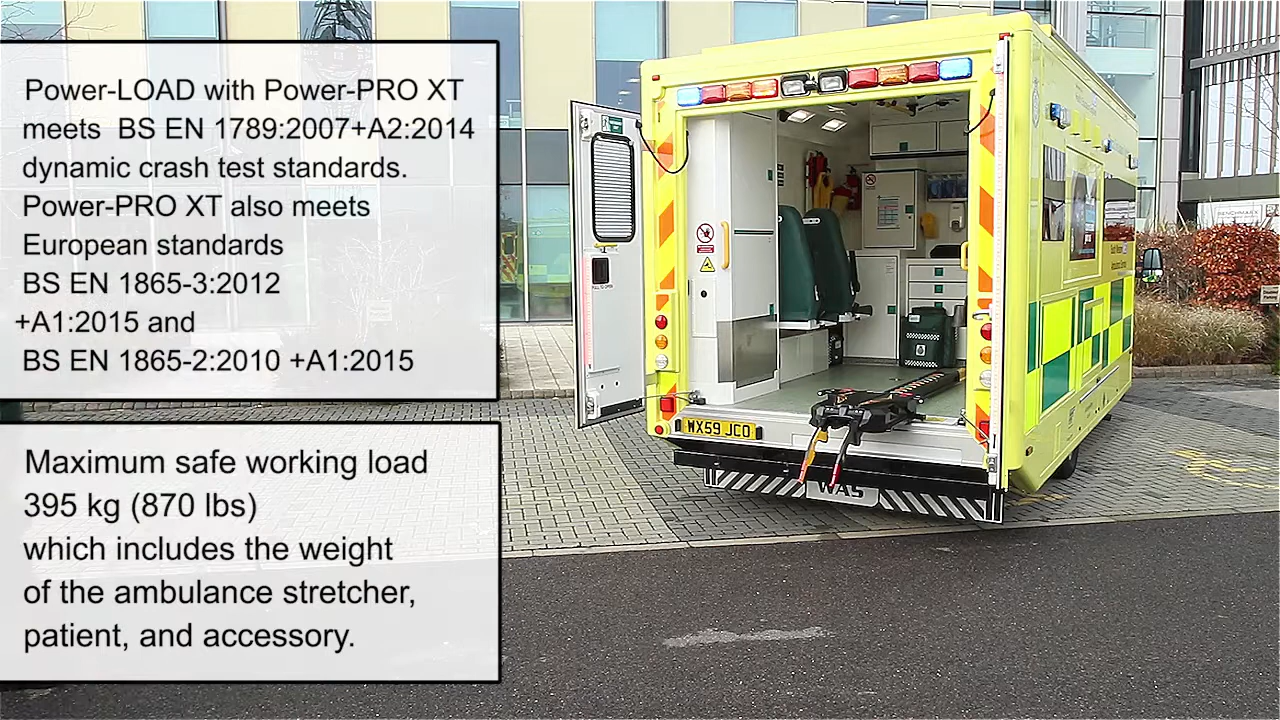 Power-LOAD with Power-PRO XT
meets BS EN 1789:2007+A2:2014
dynamic crash test standards.
Power-PRO XT also meets
European standards
BS EN 1865-3:2012
+A1:2015 and
BS EN 1865-2:2010 +A1:2015
Maximum safe working load
395 kg (870 lbs)
which includes the weight
of the ambulance stretcher,
patient, and accessory.
WX59 JCO
WAS